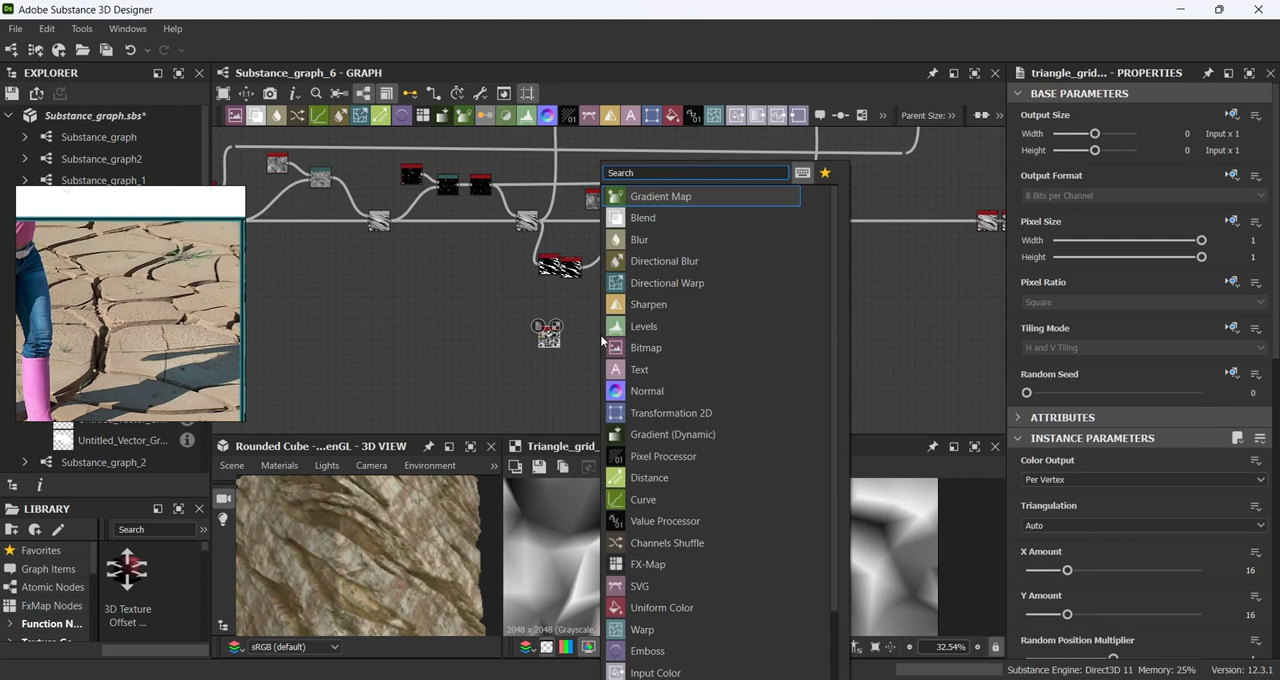 Adobe Substance 3D Designer
File Edit Tools Windows Help
EXPLORER
Substance_graph.sbs*
Substance_graph
Substance_graph2
Substance_graph_1
Untitled_Vector_Gr...
Substance_graph_2
LIBRARY
Search
Favorites
Graph Items
Atomic Nodes
FxMap Nodes
Function N...
3D Texture
Offset ...
Substance_graph_6 - GRAPH
Parent Size:
Search
Gradient Map
Blend
Blur
Directional Blur
Directional Warp
Sharpen
Levels
Bitmap
Text
Normal
Transformation 2D
Gradient (Dynamic)
Pixel Processor
Distance
Curve
Value Processor
Channels Shuffle
FX-Map
SVG
Uniform Color
Warp
Emboss
Input Color
Rounded Cube -...enGL - 3D VIEW
Scene Materials Lights Camera Environment
sRGB (default)
Triangle_grid_
2048 x 2048 (Grayscale,
32.54%
triangle_grid... - PROPERTIES
BASE PARAMETERS
Output Size
Width 0 Input x 1
Height 0 Input x 1
Output Format
8 Bits per Channel
Pixel Size
Width 1
Height 1
Pixel Ratio
Square
Tiling Mode
H and V Tiling
Random Seed
0
ATTRIBUTES
INSTANCE PARAMETERS
Color Output
Per Vertex
Triangulation
Auto
X Amount
16
Y Amount
16
Random Position Multiplier
Substance Engine: Direct3D 11 Memory: 25% Version: 12.3.1